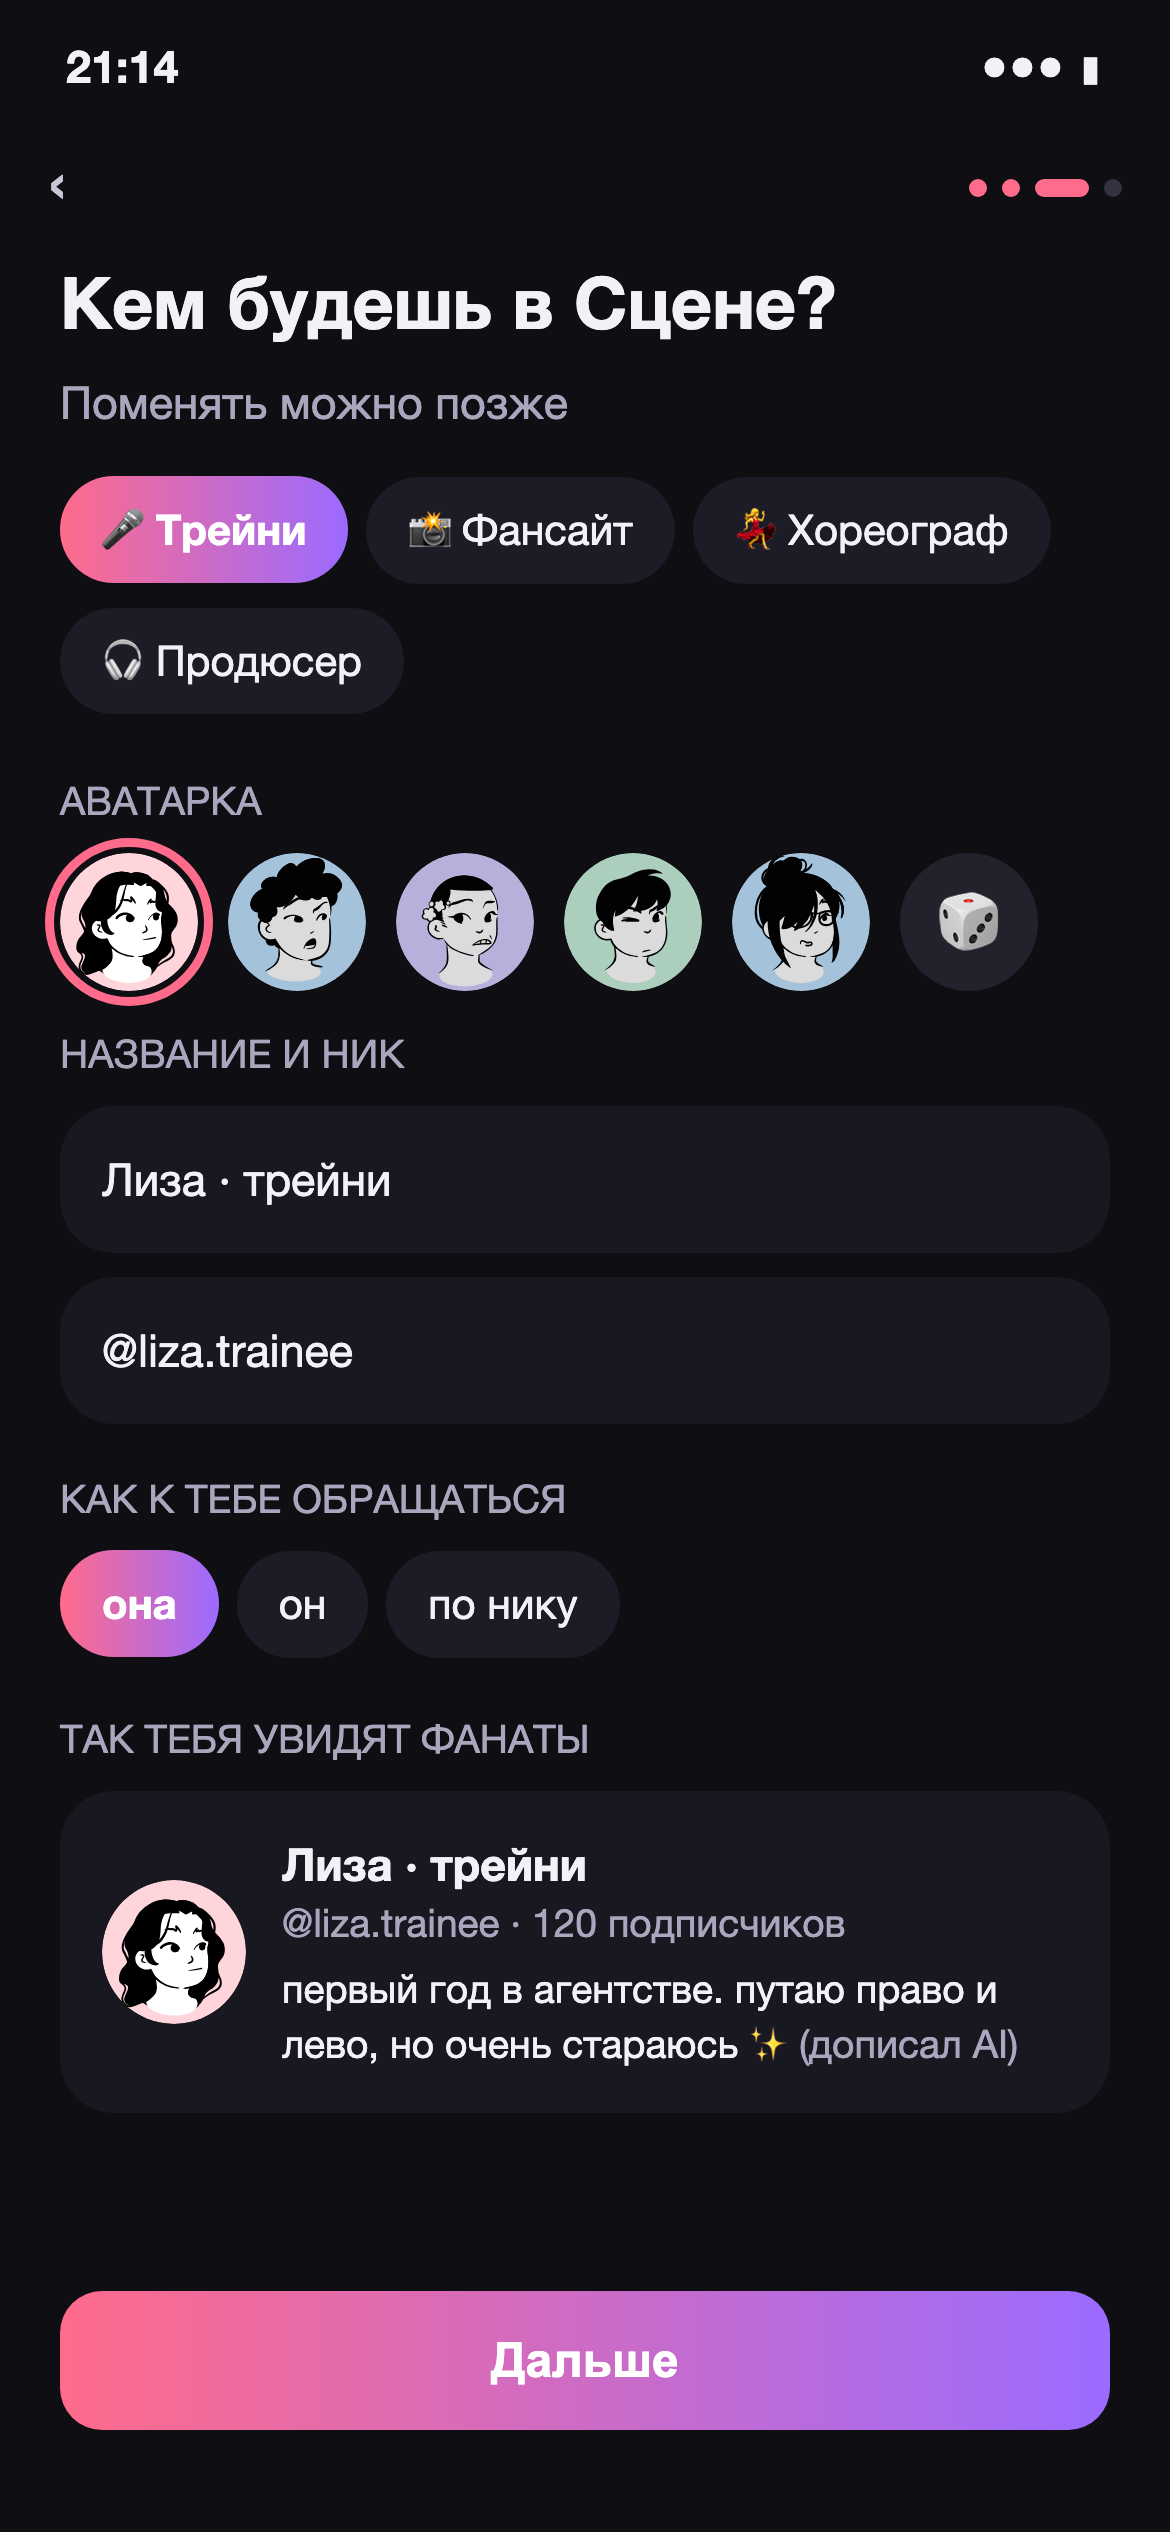 21:14
Кем будешь в Сцене?
Поменять можно позже
🎤 Трейни
📸 Фансайт
💃 Хореограф
🎧 Продюсер
АВАТАРКА
НАЗВАНИЕ И НИК
Лиза · трейни
@liza.trainee
КАК К ТЕБЕ ОБРАЩАТЬСЯ
она
он
по нику
ТАК ТЕБЯ УВИДЯТ ФАНАТЫ
Лиза · трейни
@liza.trainee · 120 подписчиков
первый год в агентстве. путаю право и
лево, но очень стараюсь ✨ (дописал AI)
Дальше